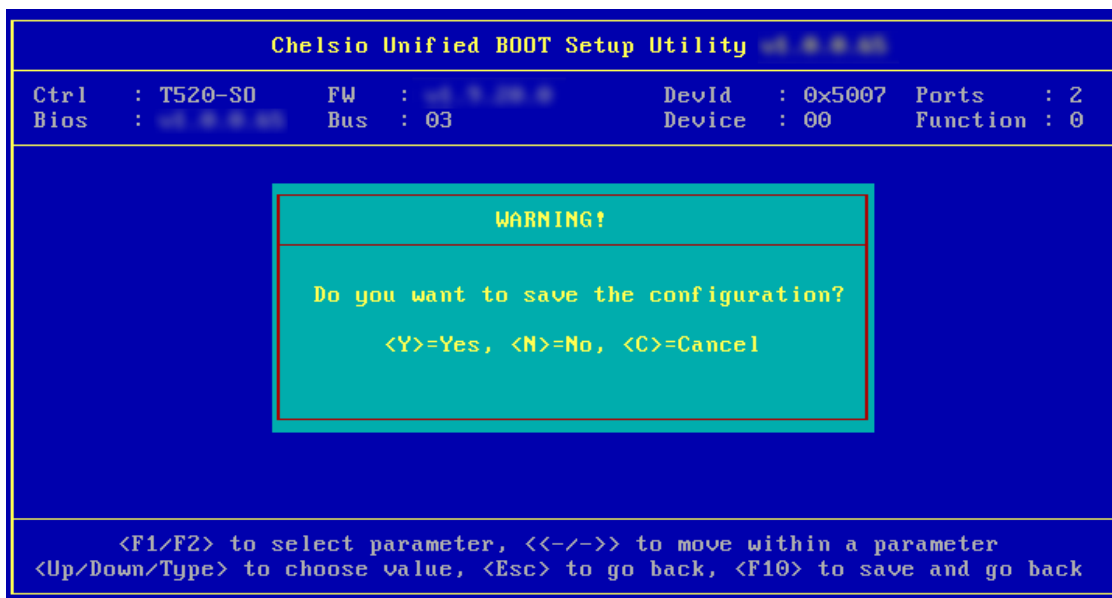 Chelsio Unified BOOT Setup Utility
Ctrl : T520-SO FW : DevId : 0x5007 Ports : 2
Bios : Bus : 03 Device : 00 Function : 0
WARNING!
Do you want to save the configuration?
<Y>=Yes, <N>=No, <C>=Cancel
<F1/F2> to select parameter, <<-/->> to move within a parameter
<Up/Down/Type> to choose value, <Esc> to go back, <F10> to save and go back